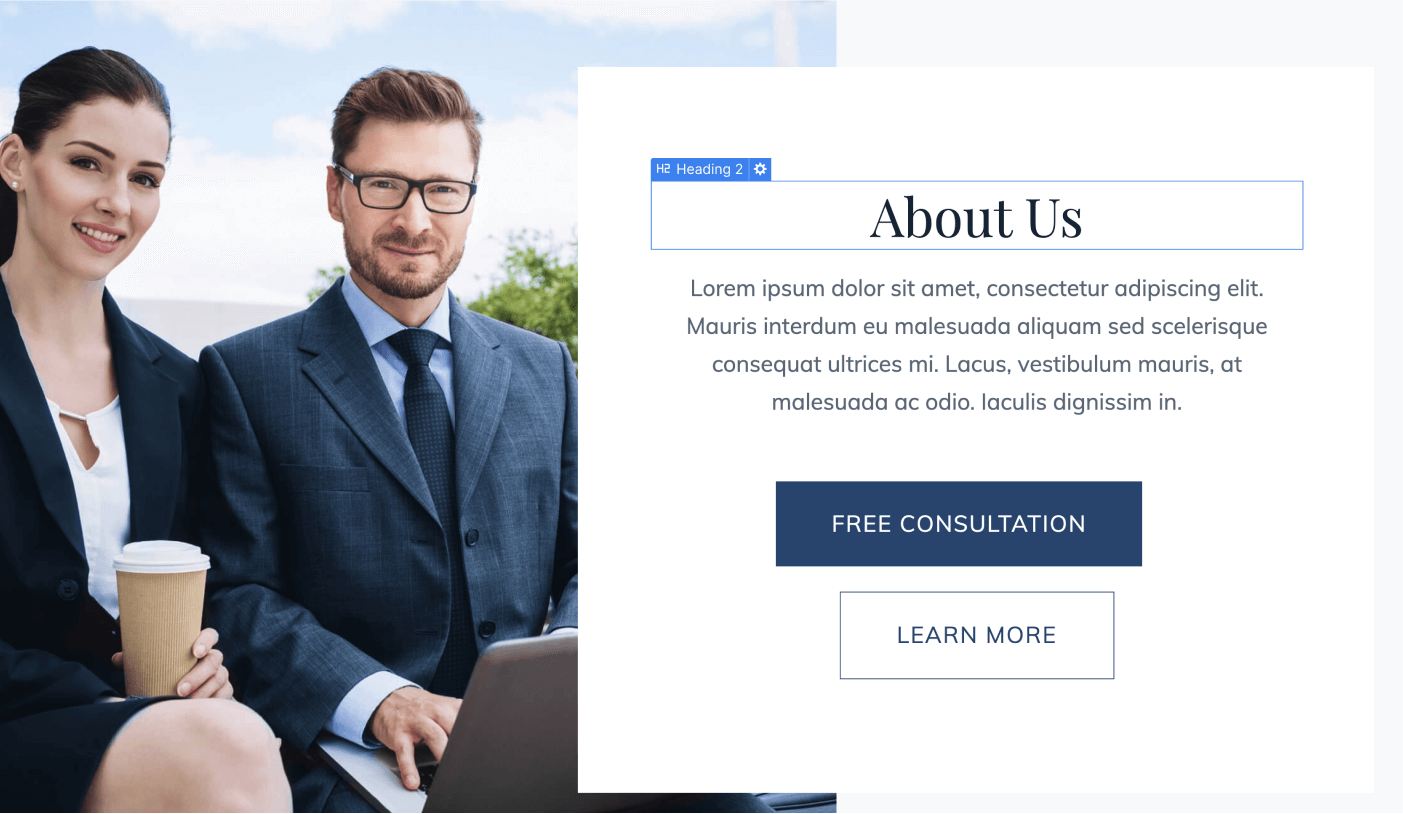 H2 Heading 2
About Us
Lorem ipsum dolor sit amet, consectetur adipiscing elit.
Mauris interdum eu malesuada aliquam sed scelerisque
consequat ultrices mi. Lacus, vestibulum mauris, at
malesuada ac odio. Iaculis dignissim in.
FREE CONSULTATION
LEARN MORE